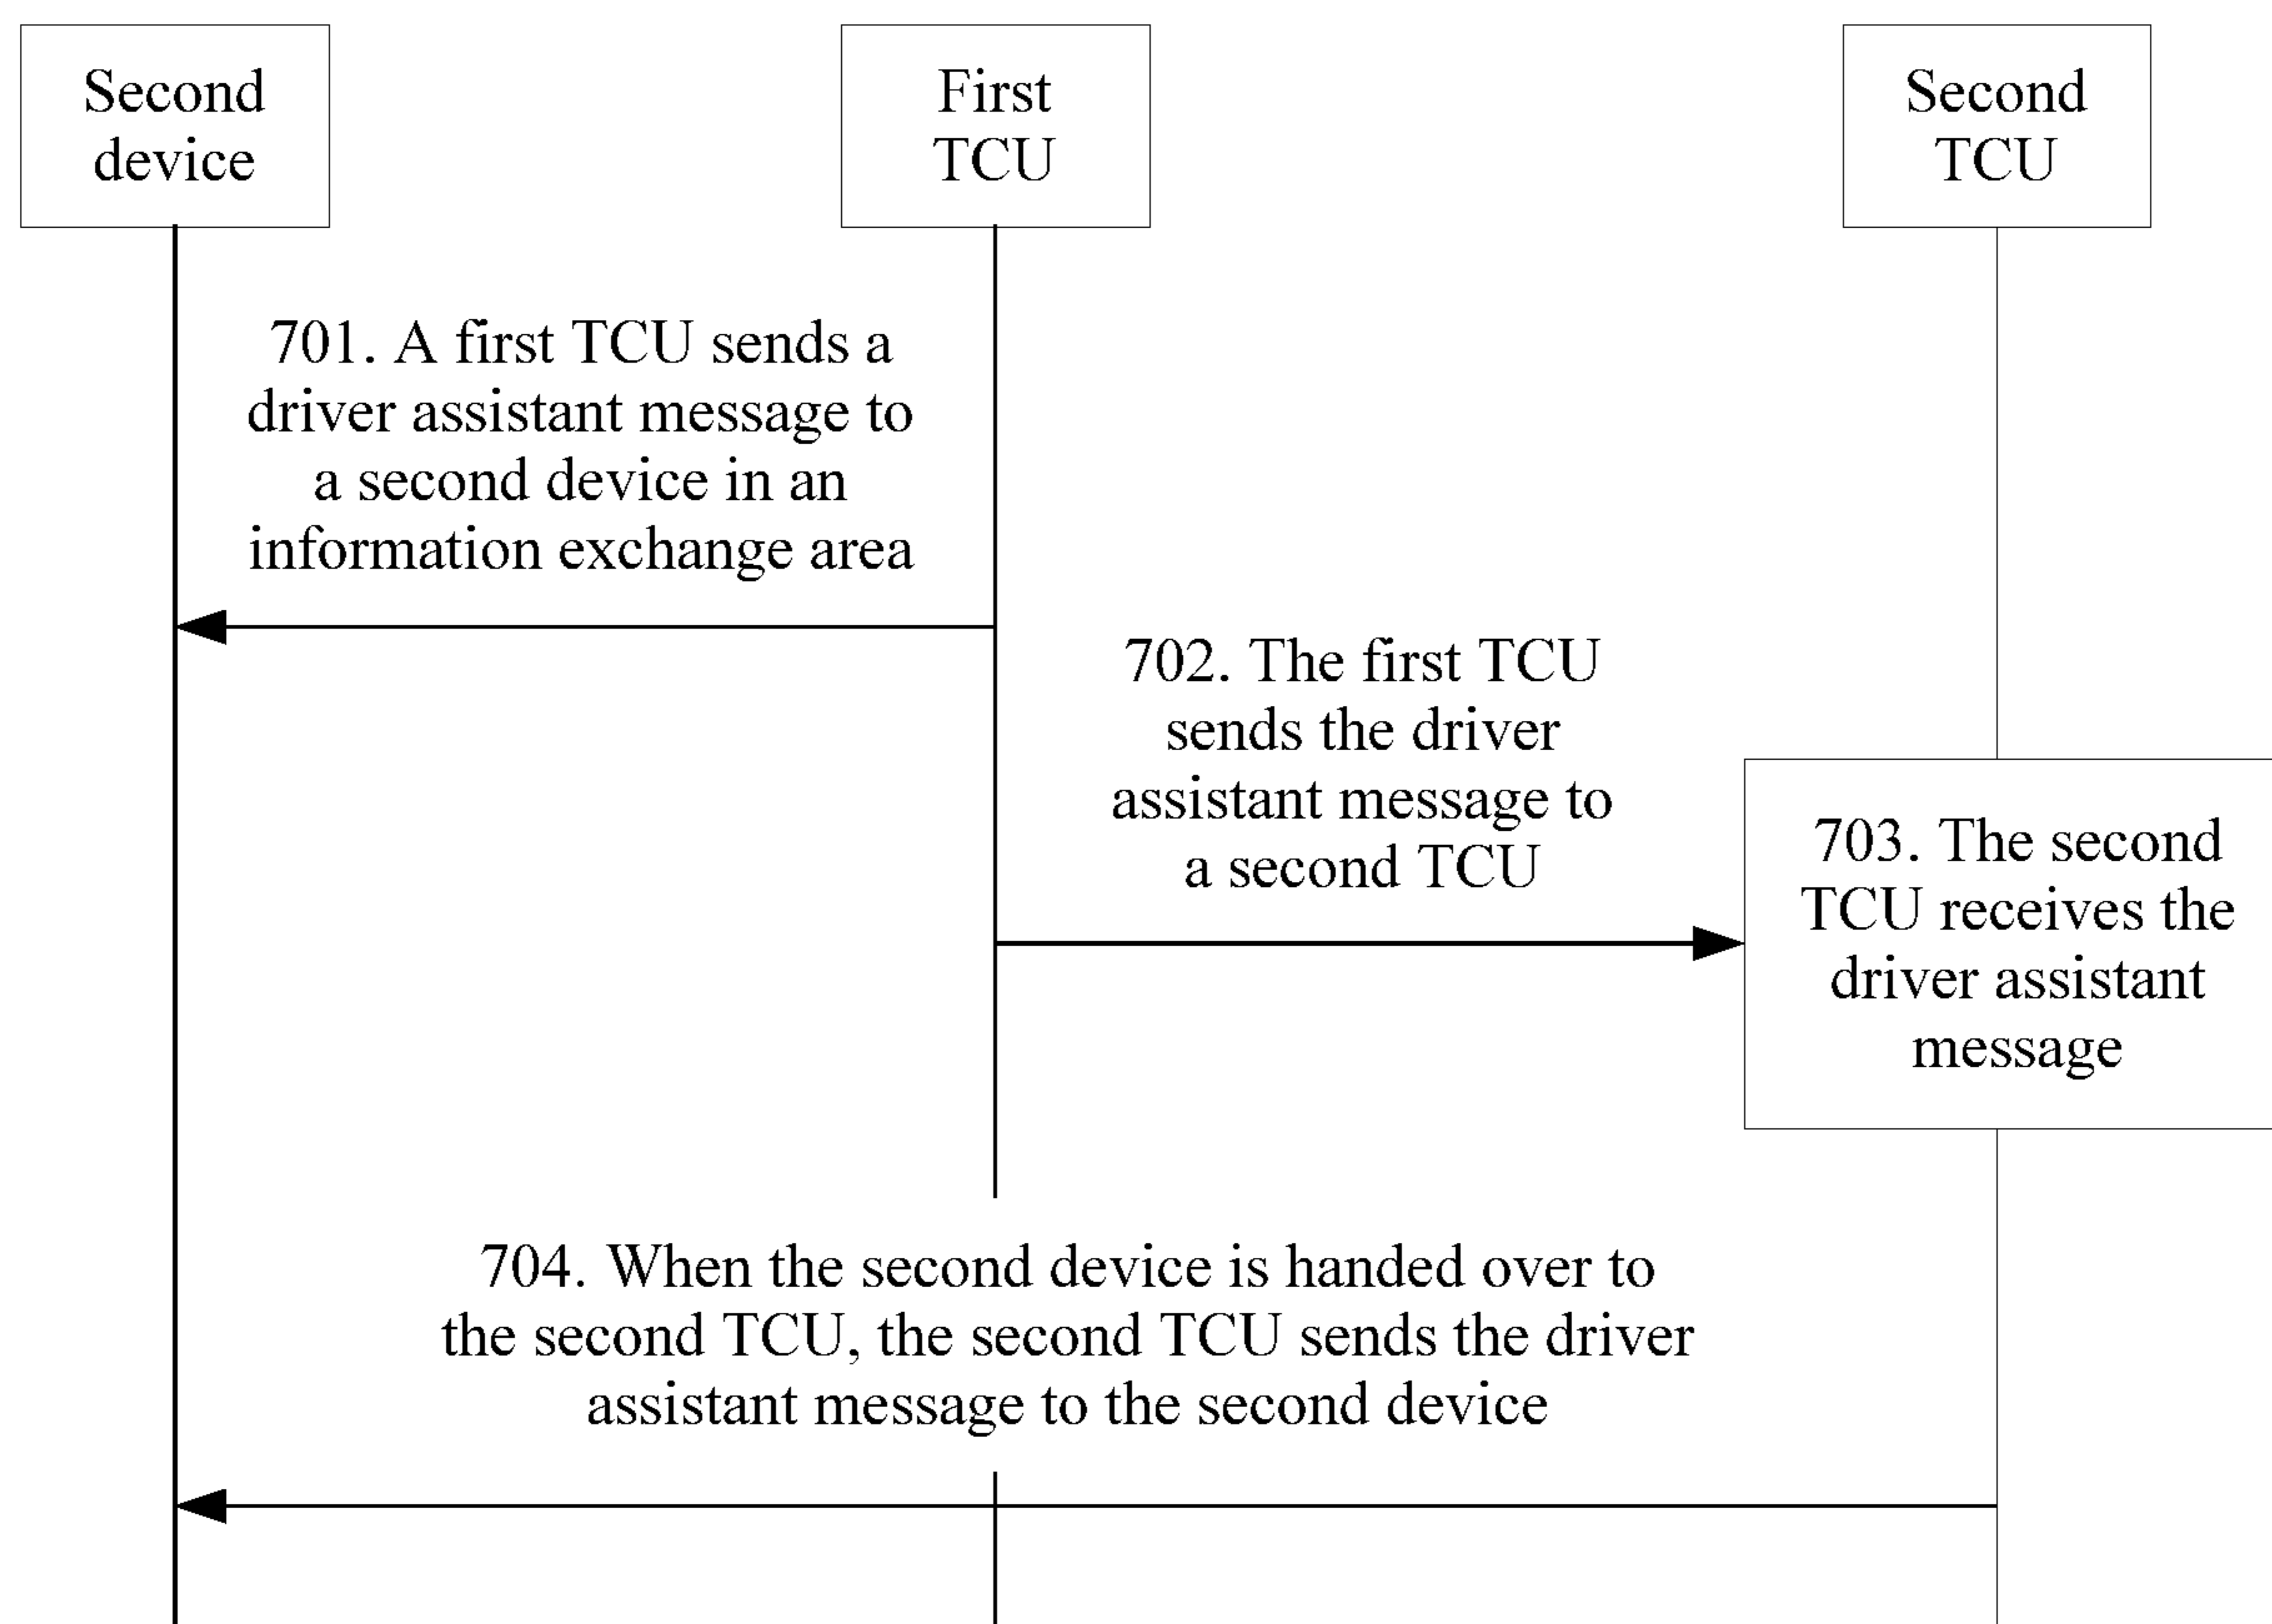 Second
device
First
TCU
Second
TCU
701. A first TCU sends a
driver assistant message to
a second device in an
information exchange area
702. The first TCU
sends the driver
assistant message to
a second TCU
703. The second
TCU receives the
driver assistant
message
704. When the second device is handed over to
the second TCU, the second TCU sends the driver
assistant message to the second device